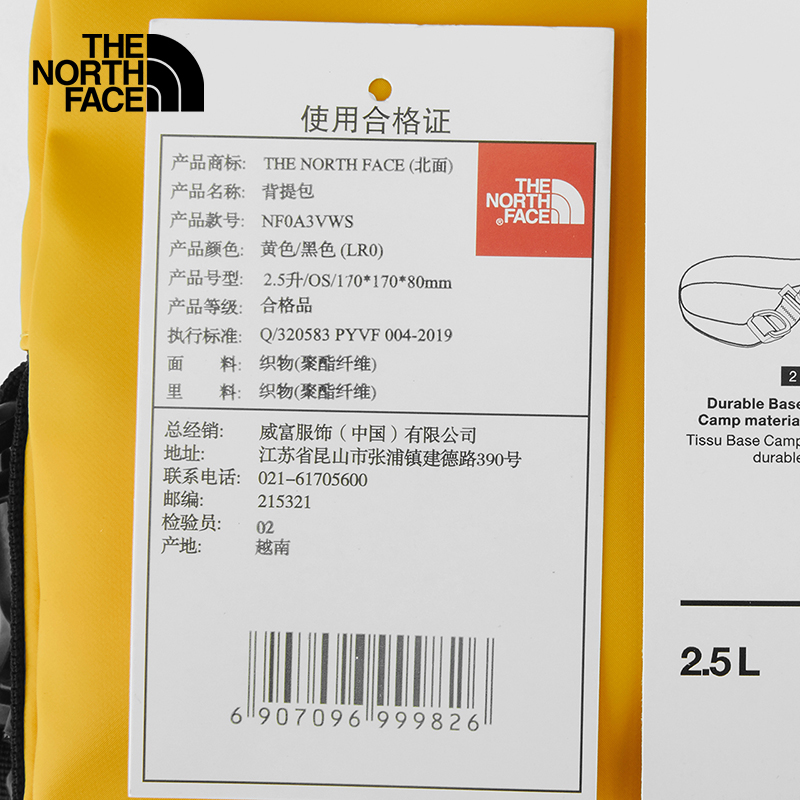 THE
NORTH
FACE
使用合格证
产品商标: THE NORTH FACE (北面)
产品名称: 背提包
产品款号: NF0A3VWS
产品颜色: 黄色/黑色 (LR0)
产品号型: 2.5升/OS/170*170*80mm
产品等级: 合格品
执行标准: Q/320583 PYVF 004-2019
面 料: 织物(聚酯纤维)
里 料: 织物(聚酯纤维)
THE
NORTH
®FACE
总经销: 威富服饰(中国)有限公司
地址: 江苏省昆山市张浦镇建德路390号
联系电话: 021-61705600
邮编: 215321
检验员: 02
产地: 越南
6 907096 999826
2
Durable Base
Camp materia
Tissu Base Camp
durable
2.5 L